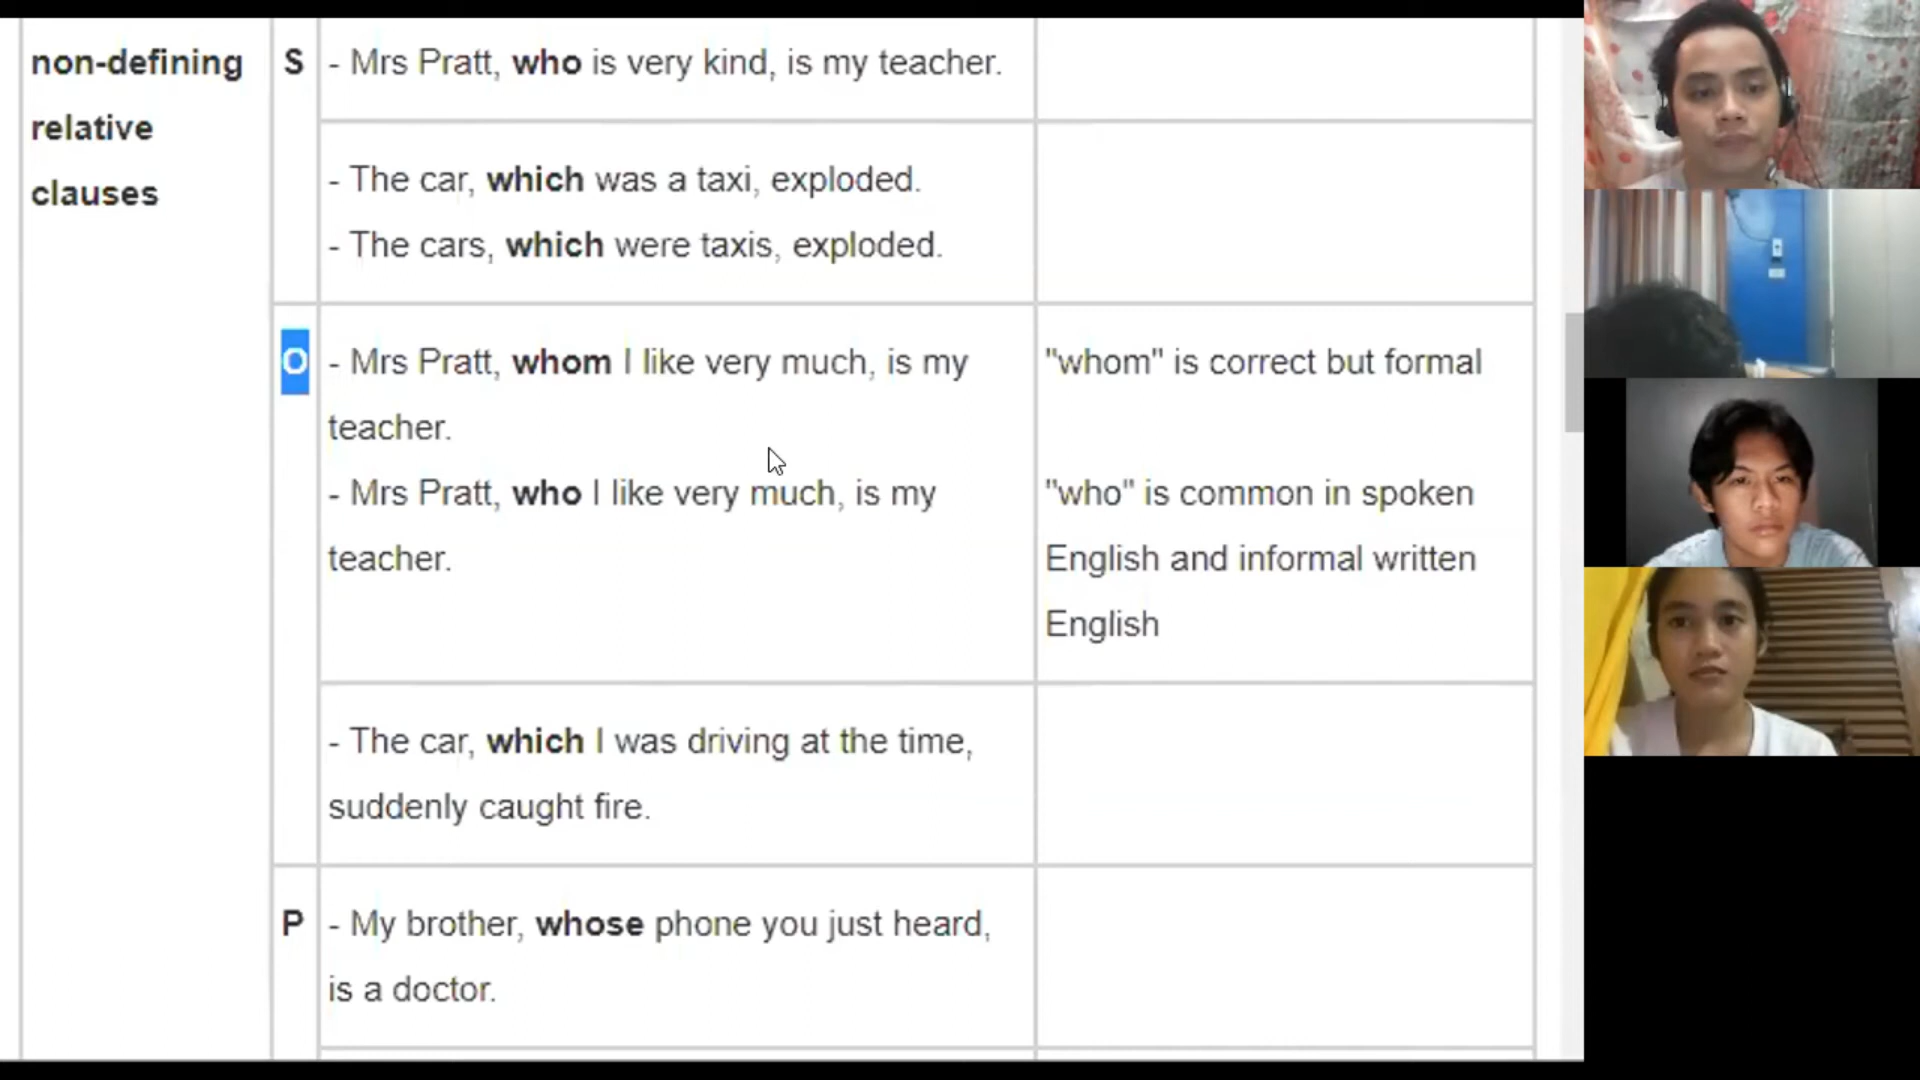 non-defining
relative
clauses
S
- Mrs Pratt, who is very kind, is my teacher.
- The car, which was a taxi, exploded.
- The cars, which were taxis, exploded.
O
- Mrs Pratt, whom I like very much, is my
teacher.
"whom" is correct but formal
- Mrs Pratt, who I like very much, is my
teacher.
"who" is common in spoken
English and informal written
English
- The car, which I was driving at the time,
suddenly caught fire.
P
- My brother, whose phone you just heard,
is a doctor.